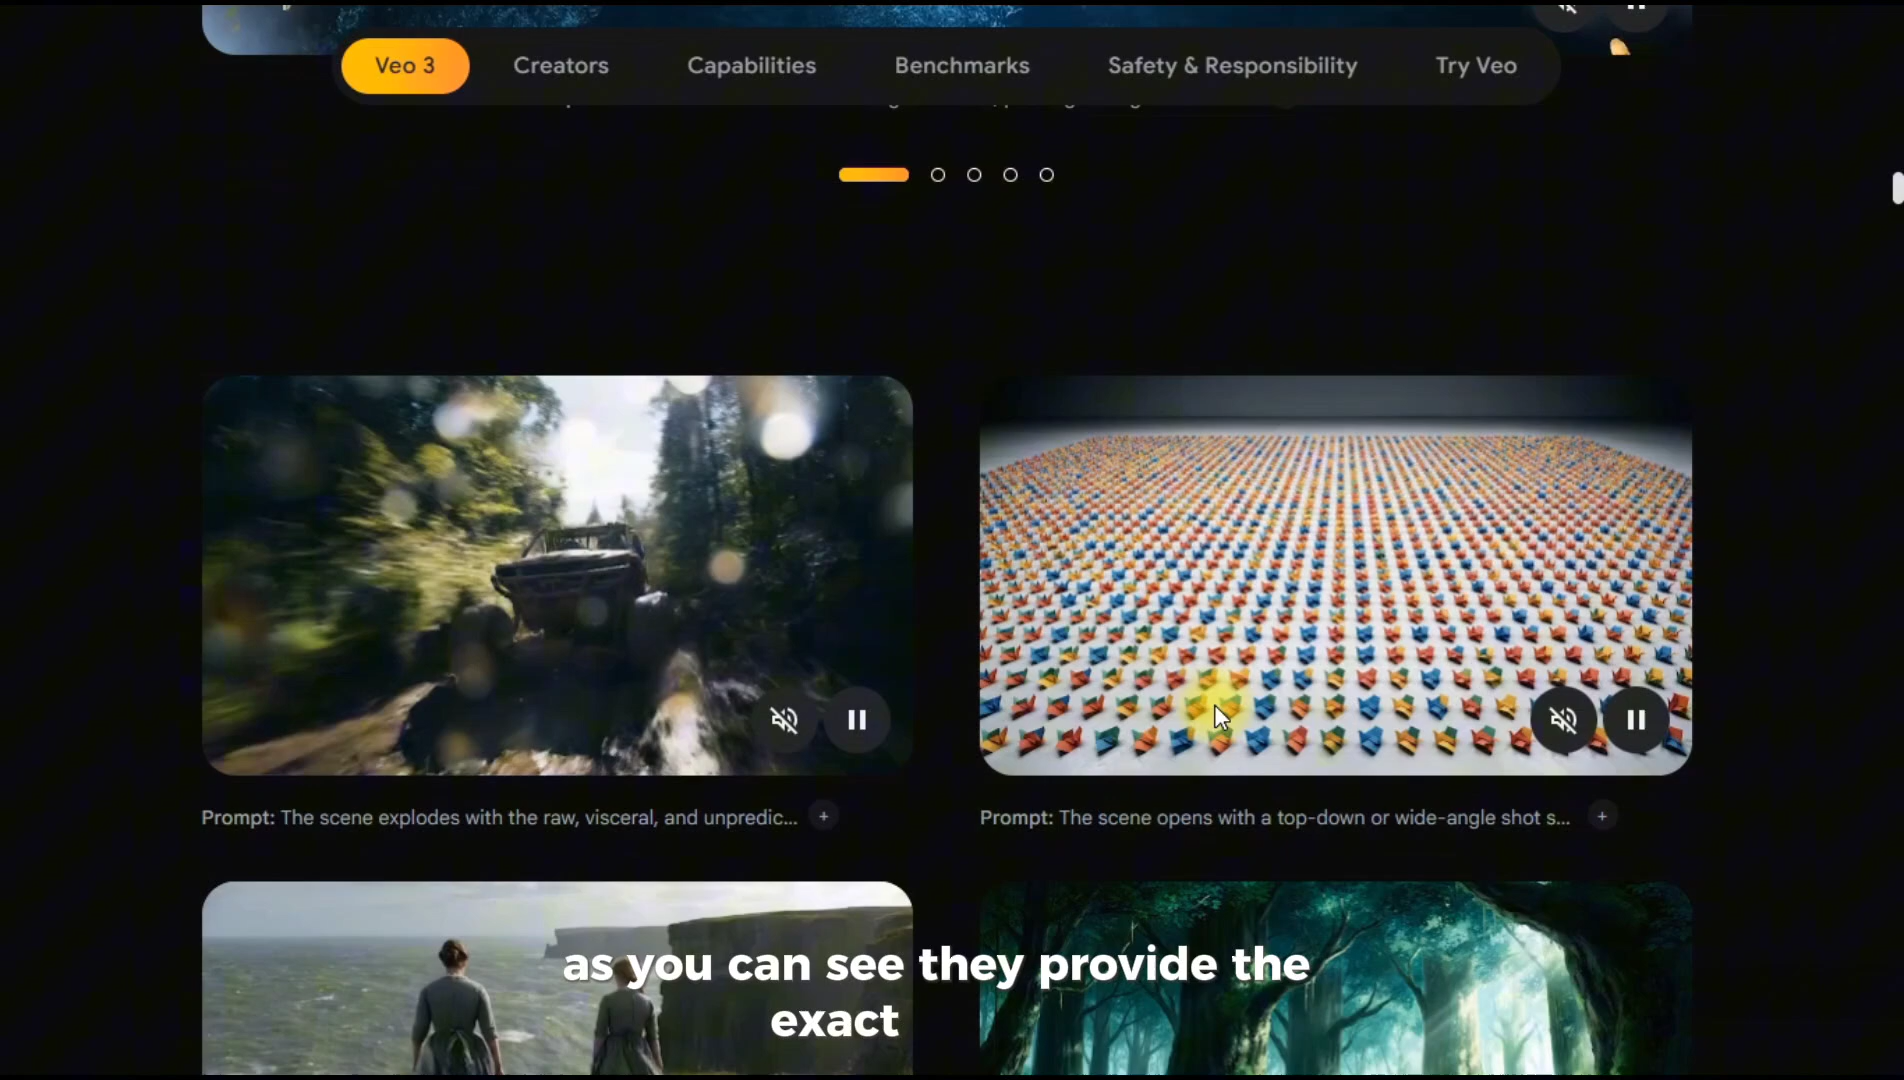 Veo 3 Creators Capabilities Benchmarks Safety & Responsibility Try Veo
Prompt: The scene explodes with the raw, visceral, and unpredic... +
Prompt: The scene opens with a top-down or wide-angle shot s... +
as you can see they provide the
exact